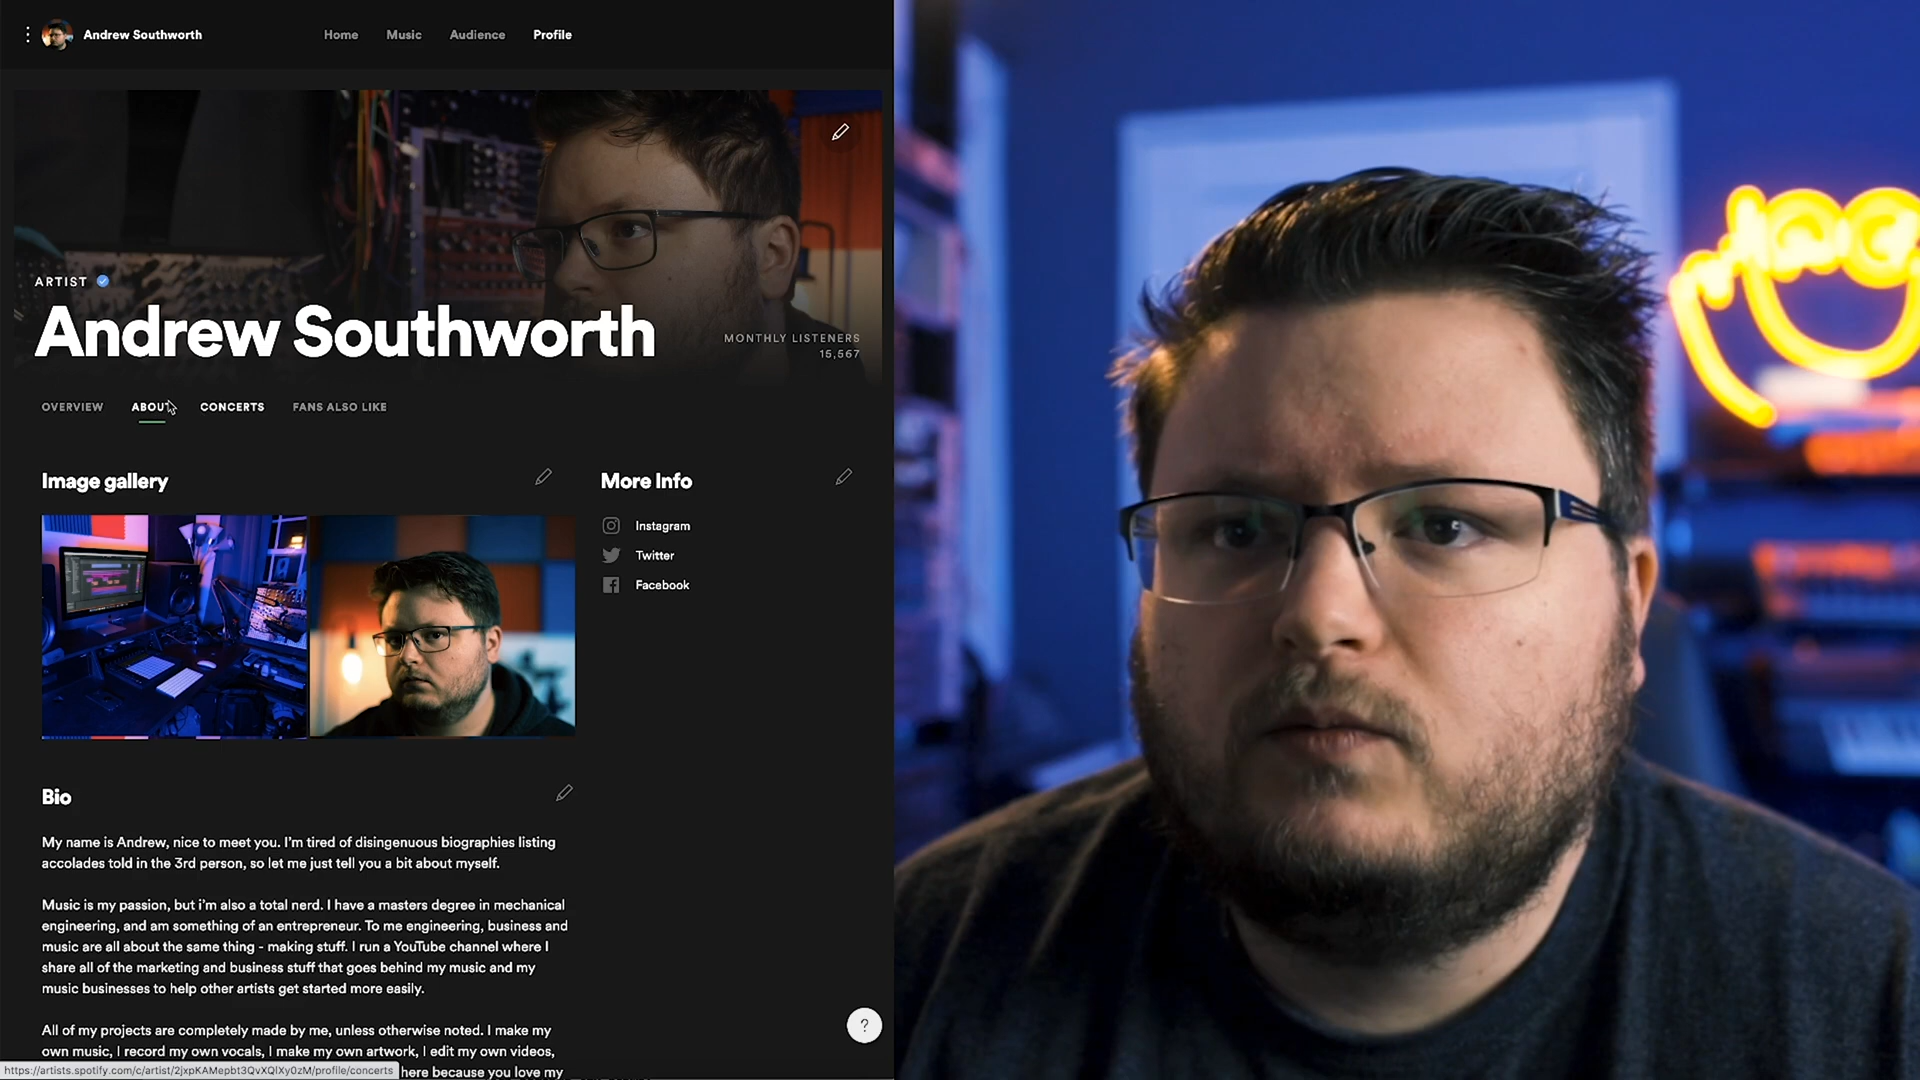 Andrew Southworth
Home
Music
Audience
Profile
ARTIST
Andrew Southworth
MONTHLY LISTENERS
15,567
OVERVIEW
ABOUT
CONCERTS
FANS ALSO LIKE
Image gallery
More Info
Instagram
Twitter
Facebook
Bio
My name is Andrew, nice to meet you. I'm tired of disingenuous biographies listing
accolades told in the 3rd person, so let me just tell you a bit about myself.
Music is my passion, but i'm also a total nerd. I have a masters degree in mechanical
engineering, and am something of an entrepreneur. To me engineering, business and
music are all about the same thing - making stuff. I run a YouTube channel where I
share all of the marketing and business stuff that goes behind my music and my
music businesses to help other artists get started more easily.
All of my projects are completely made by me, unless otherwise noted. I make my
own music, I record my own vocals, I make my own artwork, I edit my own videos,
here because you love my
?
https://artists.spotify.com/c/artist/2jxpKAMepbt3QvXQlXy0zM/profile/concerts